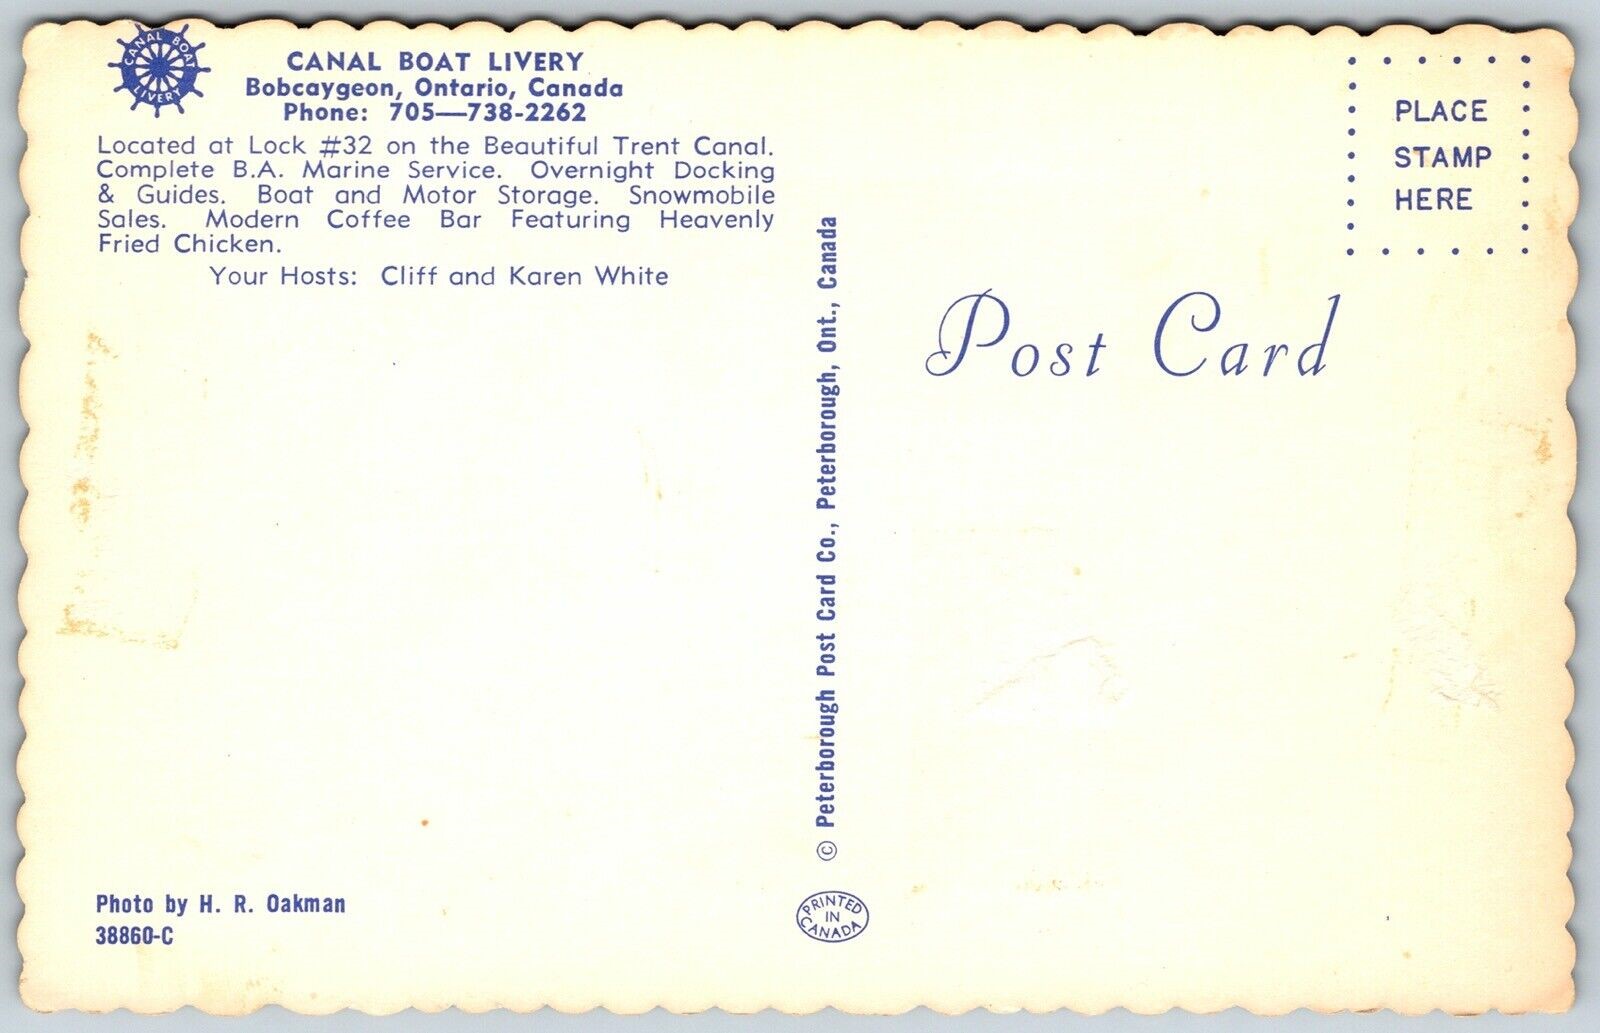 CANAL BOAT LIVERY
CANAL BOAT LIVERY
Bobcaygeon, Ontario, Canada
Phone: 705—738-2262
Located at Lock #32 on the Beautiful Trent Canal.
Complete B.A. Marine Service. Overnight Docking
& Guides. Boat and Motor Storage. Snowmobile
Sales. Modern Coffee Bar Featuring Heavenly
Fried Chicken.
Your Hosts: Cliff and Karen White
Photo by H. R. Oakman
38860-C
© Peterborough Post Card Co., Peterborough, Ont., Canada
PRINTED
IN
CANADA
PLACE
STAMP
HERE
Post Card